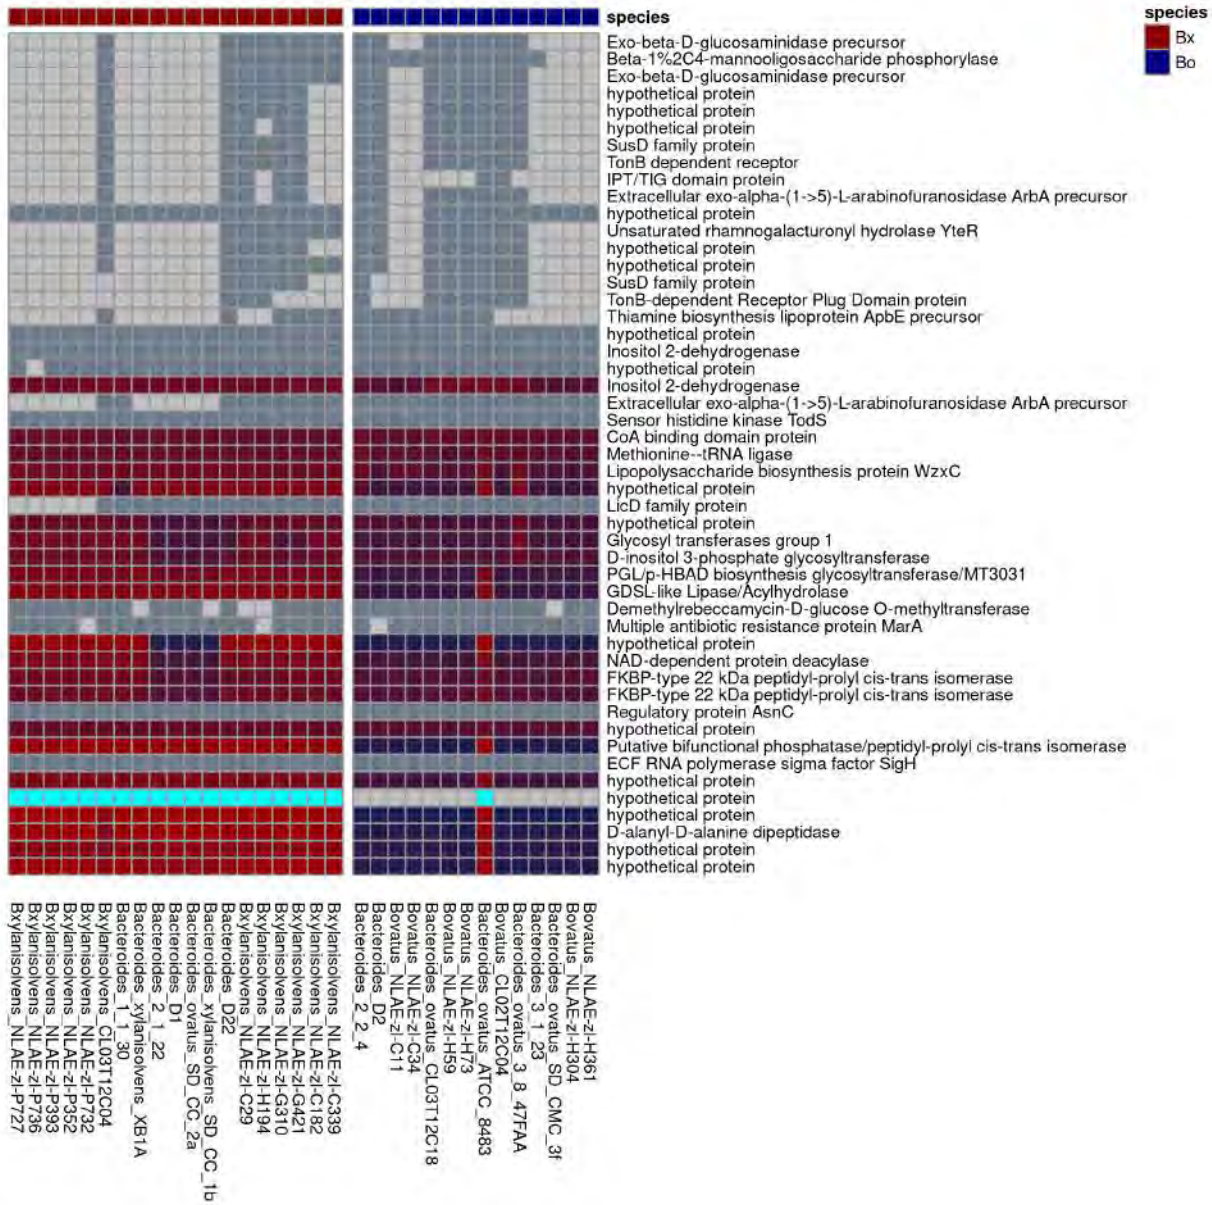 species
species
Bx
Bo
Exo-beta-D-glucosaminidase precursor
Beta-1%2C4-mannooligosaccharide phosphorylase
Exo-beta-D-glucosaminidase precursor
hypothetical protein
hypothetical protein
hypothetical protein
SusD family protein
TonB dependent receptor
IPT/TIG domain protein
Extracellular exo-alpha-(1->5)-L-arabinofuranosidase ArbA precursor
hypothetical protein
Unsaturated rhamnogalacturonyl hydrolase YteR
hypothetical protein
hypothetical protein
SusD family protein
TonB-dependent Receptor Plug Domain protein
Thiamine biosynthesis lipoprotein ApbE precursor
hypothetical protein
Inositol 2-dehydrogenase
hypothetical protein
Inositol 2-dehydrogenase
Extracellular exo-alpha-(1->5)-L-arabinofuranosidase ArbA precursor
Sensor histidine kinase TodS
CoA binding domain protein
Methionine--tRNA ligase
Lipopolysaccharide biosynthesis protein WzxC
hypothetical protein
LicD family protein
hypothetical protein
Glycosyl transferases group 1
D-inositol 3-phosphate glycosyltransferase
PGL/p-HBAD biosynthesis glycosyltransferase/MT3031
GDSL-like Lipase/Acylhydrolase
Demethylrebeccamycin-D-glucose O-methyltransferase
Multiple antibiotic resistance protein MarA
hypothetical protein
NAD-dependent protein deacylase
FKBP-type 22 kDa peptidyl-prolyl cis-trans isomerase
FKBP-type 22 kDa peptidyl-prolyl cis-trans isomerase
Regulatory protein AsnC
hypothetical protein
Putative bifunctional phosphatase/peptidyl-prolyl cis-trans isomerase
ECF RNA polymerase sigma factor SigH
hypothetical protein
hypothetical protein
hypothetical protein
D-alanyl-D-alanine dipeptidase
hypothetical protein
hypothetical protein
Bxylanisolvens_NLAE-zl-P727
Bxylanisolvens_NLAE-zl-P736
Bxylanisolvens_NLAE-zl-P393
Bxylanisolvens_NLAE-zl-P352
Bxylanisolvens_NLAE-zl-P732
Bxylanisolvens_CL03T12C04
Bacteroides_1_1_30
Bacteroides_xylanisolvens_XB1A
Bacteroides_2_1_22
Bacteroides_D1
Bacteroides_ovatus_SD_CC_2a
Bacteroides_xylanisolvens_SD_CC_1b
Bacteroides_D22
Bxylanisolvens_NLAE-zl-C29
Bxylanisolvens_NLAE-zl-H194
Bxylanisolvens_NLAE-zl-G310
Bxylanisolvens_NLAE-zl-G421
Bxylanisolvens_NLAE-zl-C182
Bxylanisolvens_NLAE-zl-C339
Bacteroides_2_2_4
Bacteroides_D2
Bovatus_NLAE-zl-C11
Bovatus_NLAE-zl-C34
Bacteroides_ovatus_CL03T12C18
Bovatus_NLAE-zl-H59
Bovatus_NLAE-zl-H73
Bacteroides_ovatus_ATCC_8483
Bovatus_CL02T12C04
Bacteroides_ovatus_3_8_47FAA
Bacteroides_3_1_23
Bacteroides_ovatus_SD_CMC_3f
Bovatus_NLAE-zl-H304
Bovatus_NLAE-zl-H361